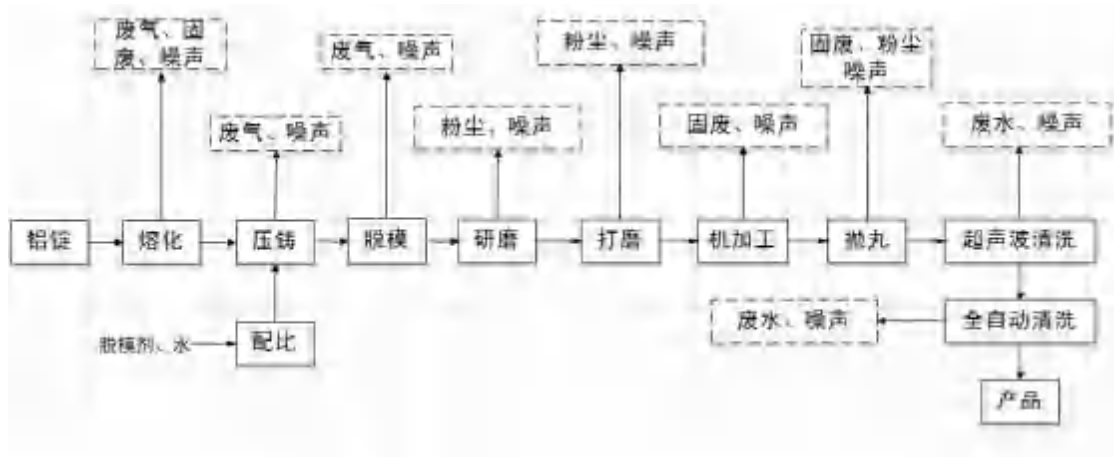 废气、固
废、噪声
废气、噪声
粉尘、噪声
固废、粉尘
噪声
废气、噪声
粉尘、噪声
固废、噪声
废水、噪声
铝锭
熔化
压铸
脱模
研磨
打磨
机加工
抛丸
超声波清洗
脱模剂、水
配比
废水、噪声
全自动清洗
产品